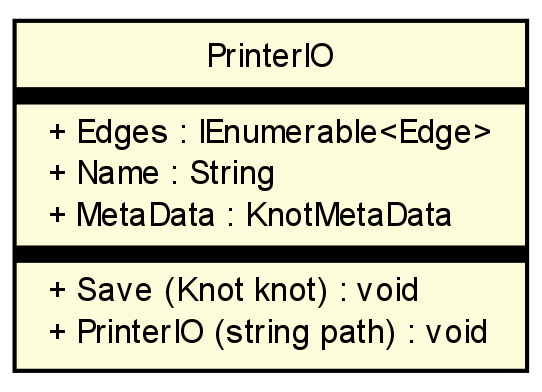 PrinterIO
+ Edges : IEnumerable<Edge>
+ Name : String
+ MetaData : KnotMetaData
+ Save (Knot knot) : void
+ PrinterIO (string path) : void